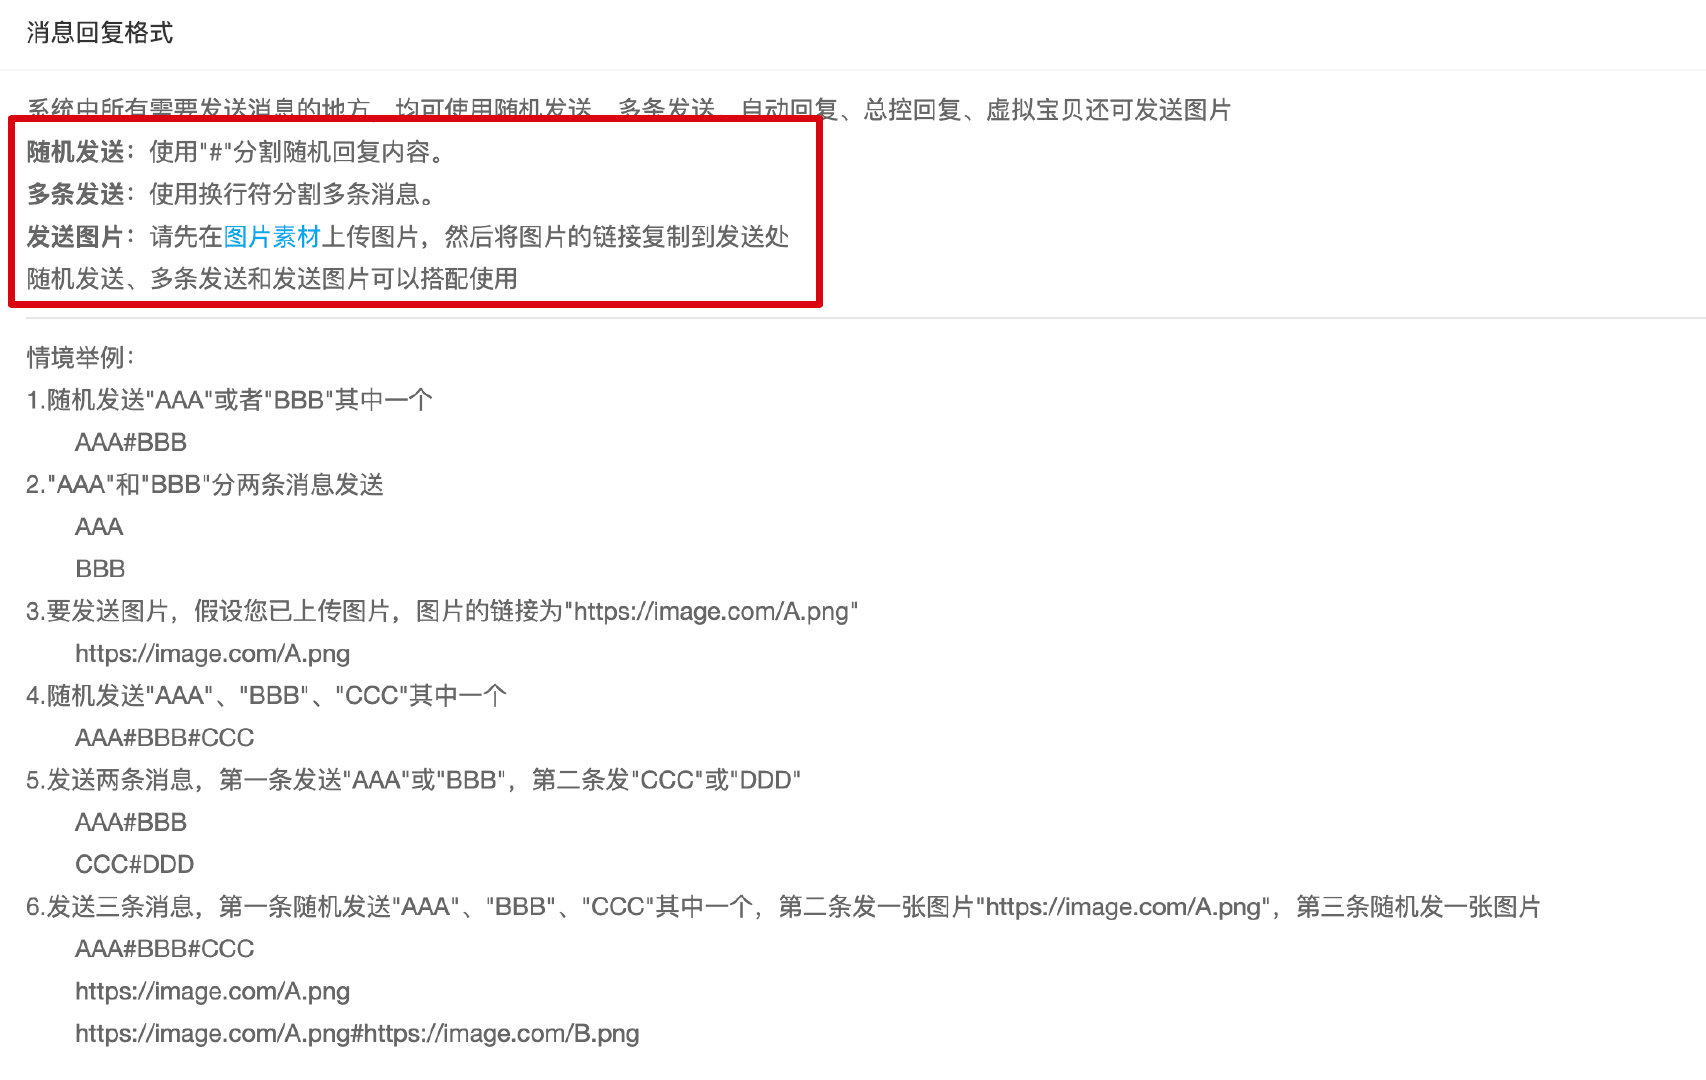 消息回复格式
系统中所有需要发送消息的地方，均可使用随机发送、多条发送，自动回复、总控回复、虚拟宝贝还可发送图片
随机发送：使用"#"分割随机回复内容。
多条发送：使用换行符分割多条消息。
发送图片：请先在图片素材上传图片，然后将图片的链接复制到发送处
随机发送、多条发送和发送图片可以搭配使用
情境举例：
1.随机发送"AAA"或者"BBB"其中一个
AAA#BBB
2."AAA"和"BBB"分两条消息发送
AAA
BBB
3.要发送图片，假设您已上传图片，图片的链接为"https://image.com/A.png"
https://image.com/A.png
4.随机发送"AAA"、"BBB"、"CCC"其中一个
AAA#BBB#CCC
5.发送两条消息，第一条发送"AAA"或"BBB"，第二条发"CCC"或"DDD"
AAA#BBB
CCC#DDD
6.发送三条消息，第一条随机发送"AAA"、"BBB"、"CCC"其中一个，第二条发一张图片"https://image.com/A.png"，第三条随机发一张图片
AAA#BBB#CCC
https://image.com/A.png
https://image.com/A.png#https://image.com/B.png